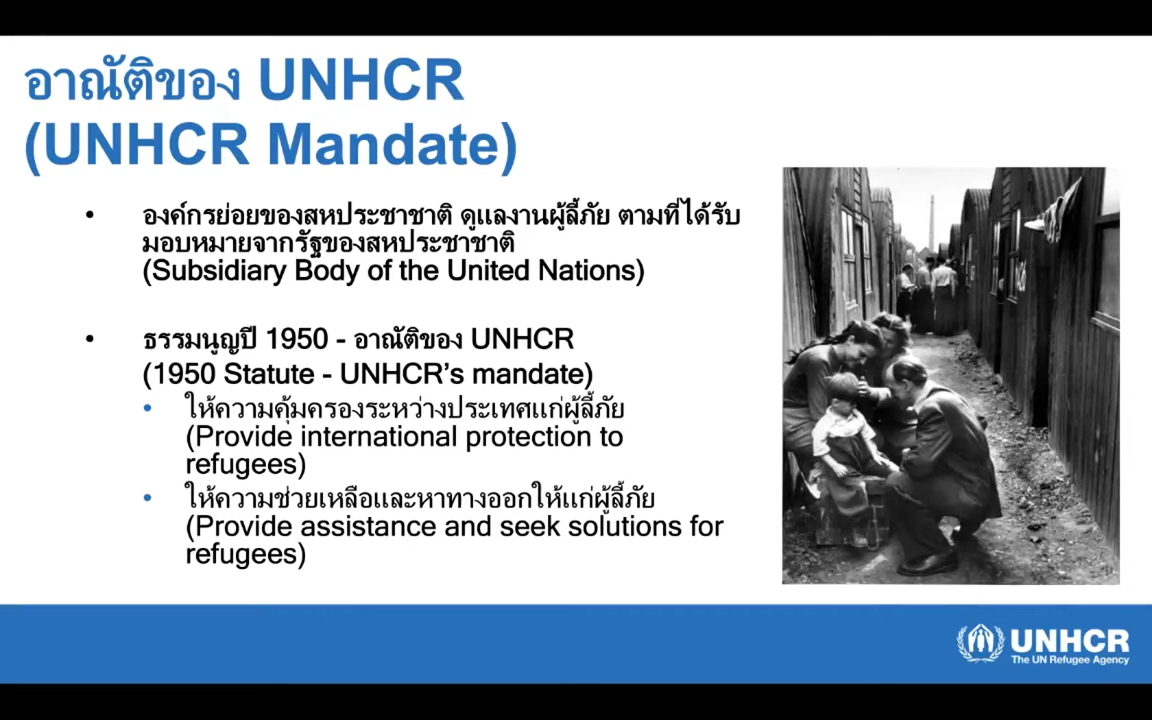 อาณัติของ UNHCR
(UNHCR Mandate)
• องค์กรย่อยของสหประชาชาติ ดูแลงานผู้ลี้ภัย ตามที่ได้รับ
มอบหมายจากรัฐของสหประชาชาติ
(Subsidiary Body of the United Nations)
• ธรรมนูญปี 1950 - อาณัติของ UNHCR
(1950 Statute - UNHCR’s mandate)
• ให้ความคุ้มครองระหว่างประเทศแก่ผู้ลี้ภัย
(Provide international protection to
refugees)
• ให้ความช่วยเหลือและหาทางออกให้แก่ผู้ลี้ภัย
(Provide assistance and seek solutions for
refugees)
UNHCR
The UN Refugee Agency